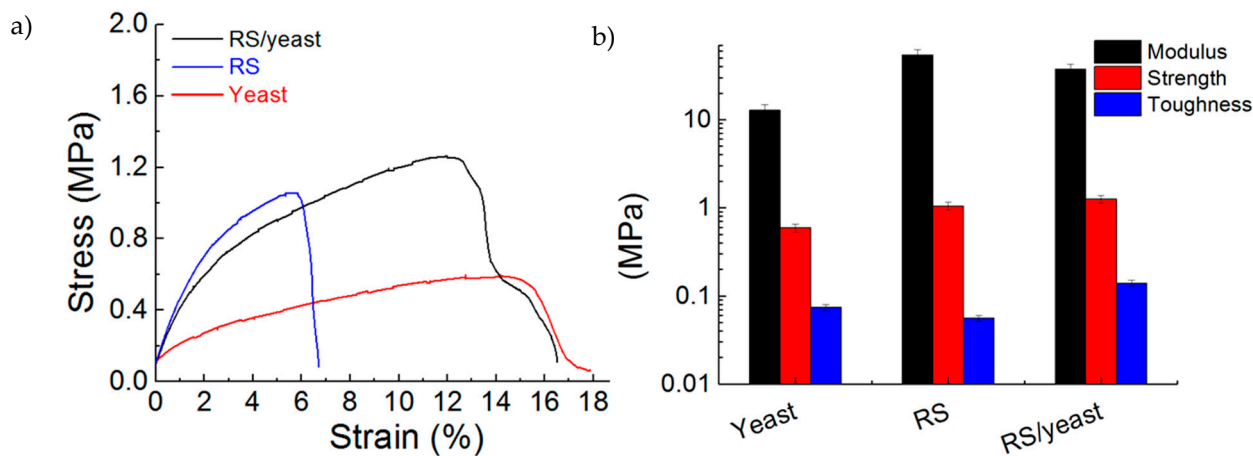 a)
Stress (MPa)
2.0
1.6
1.2
0.8
0.4
0.0
RS/yeast
RS
Yeast
0 2 4 6 8 10 12 14 16 18
Strain (%)
b)
(MPa)
10
1
0.1
0.01
Modulus
Strength
Toughness
Yeast RS RS/yeast